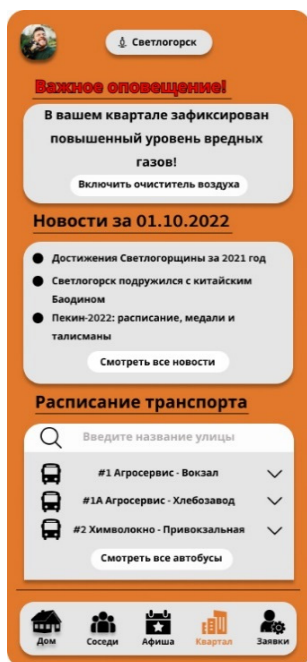 Светлогорск
Важное оповещение!
В вашем квартале зафиксирован
повышенный уровень вредных
газов!
Включить очиститель воздуха
Новости за 01.10.2022
Достижения Светлогорщины за 2021 год
Светлогорск подружился с китайским
Баодином
Пекин-2022: расписание, медали и
талисманы
Смотреть все новости
Расписание транспорта
Введите название улицы
#1 Агросервис - Вокзал
#1А Агросервис - Хлебозавод
#2 Химволокно - Привокзальная
Смотреть все автобусы
Дом
Соседи
Афиша
Квартал
Заявки